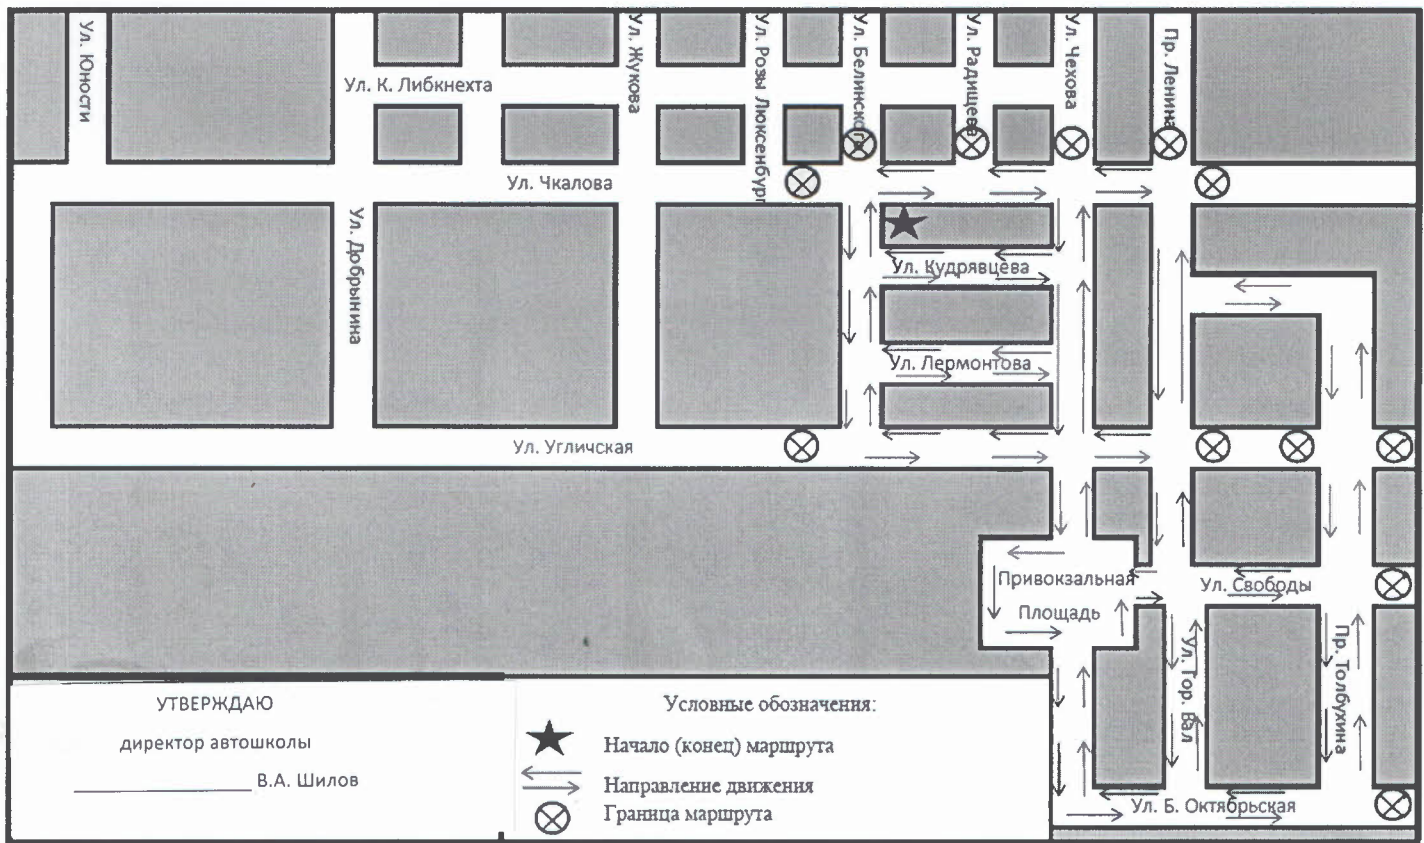 Ул. Юности
Ул. К. Либкнехта
Ул. Жукова
Ул. Розы Люксенбург
Ул. Белинского
Ул. Радищева
Ул. Чехова
Пр. Ленина
Ул. Чкалова
Ул. Добрынина
Ул. Кудрявцева
Ул. Лермонтова
Ул. Угличская
Привокзальная
Площадь
Ул. Свободы
Ул. Гор. Вал
Пр. Толбухина
Ул. Б. Октябрьская
УТВЕРЖДАЮ
директор автошколы
В.А. Шилов
Условные обозначения:
Начало (конец) маршрута
Направление движения
Граница маршрута